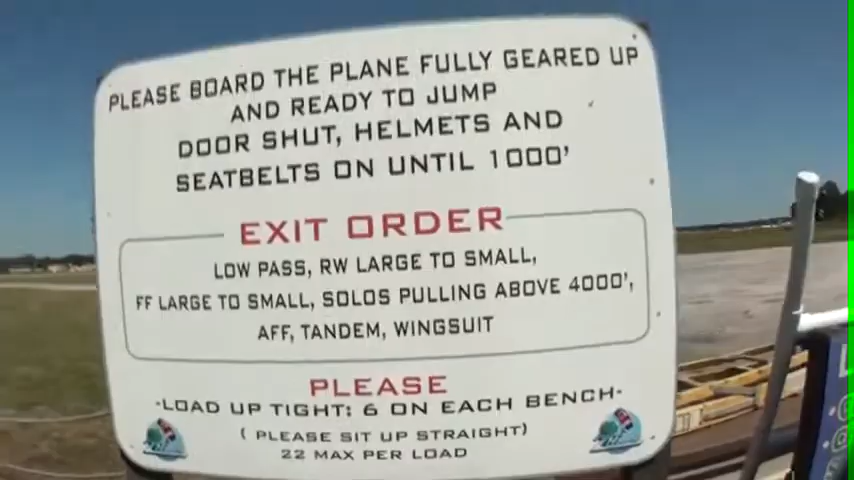 PLEASE BOARD THE PLANE FULLY GEARED UP
AND READY TO JUMP
DOOR SHUT, HELMETS AND
SEATBELTS ON UNTIL 1000'
EXIT ORDER
LOW PASS, RW LARGE TO SMALL,
FF LARGE TO SMALL, SOLOS PULLING ABOVE 4000',
AFF, TANDEM, WINGSUIT
PLEASE
-LOAD UP TIGHT: 6 ON EACH BENCH-
( PLEASE SIT UP STRAIGHT)
22 MAX PER LOAD